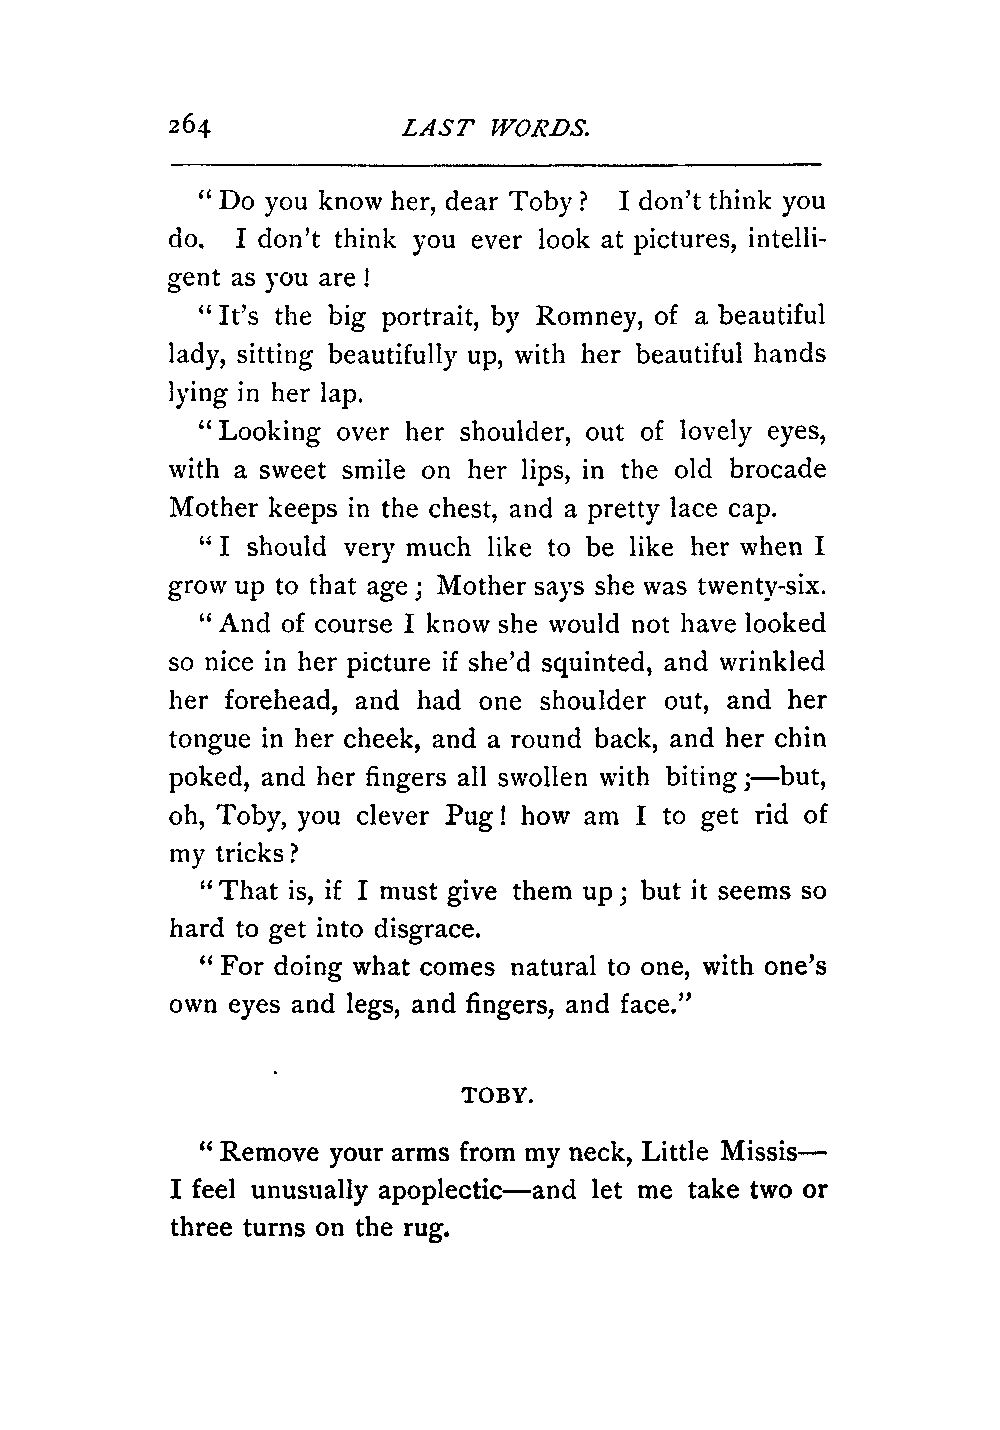 264 LAST WORDS.
“Do you know her, dear Toby? I don’t think you
do. I don’t think you ever look at pictures, intelli-
gent as you are!
“It’s the big portrait, by Romney, of a beautiful
lady, sitting beautifully up, with her beautiful hands
lying in her lap.
“Looking over her shoulder, out of lovely eyes,
with a sweet smile on her lips, in the old brocade
Mother keeps in the chest, and a pretty lace cap.
“I should very much like to be like her when I
grow up to that age; Mother says she was twenty-six.
“And of course I know she would not have looked
so nice in her picture if she’d squinted, and wrinkled
her forehead, and had one shoulder out, and her
tongue in her cheek, and a round back, and her chin
poked, and her fingers all swollen with biting;—but,
oh, Toby, you clever Pug! how am I to get rid of
my tricks?
“That is, if I must give them up; but it seems so
hard to get into disgrace.
“For doing what comes natural to one, with one’s
own eyes and legs, and fingers, and face.”
TOBY.
“Remove your arms from my neck, Little Missis—
I feel unusually apoplectic—and let me take two or
three turns on the rug.